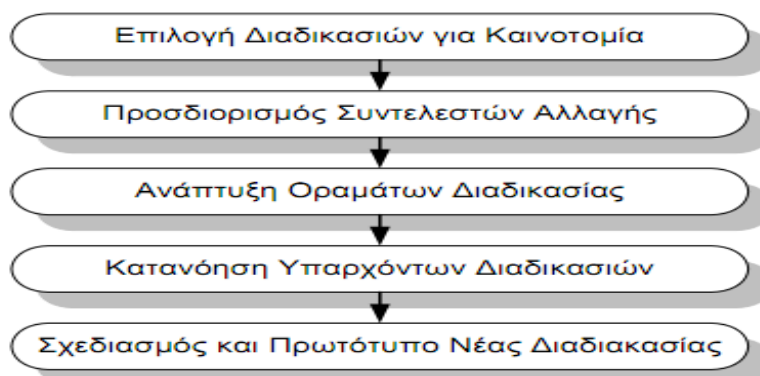 Επιλογή Διαδικασιών για Καινοτομία
Προσδιορισμός Συντελεστών Αλλαγής
Ανάπτυξη Οραμάτων Διαδικασίας
Κατανόηση Υπαρχόντων Διαδικασιών
Σχεδιασμός και Πρωτότυπο Νέας Διαδιακασίας